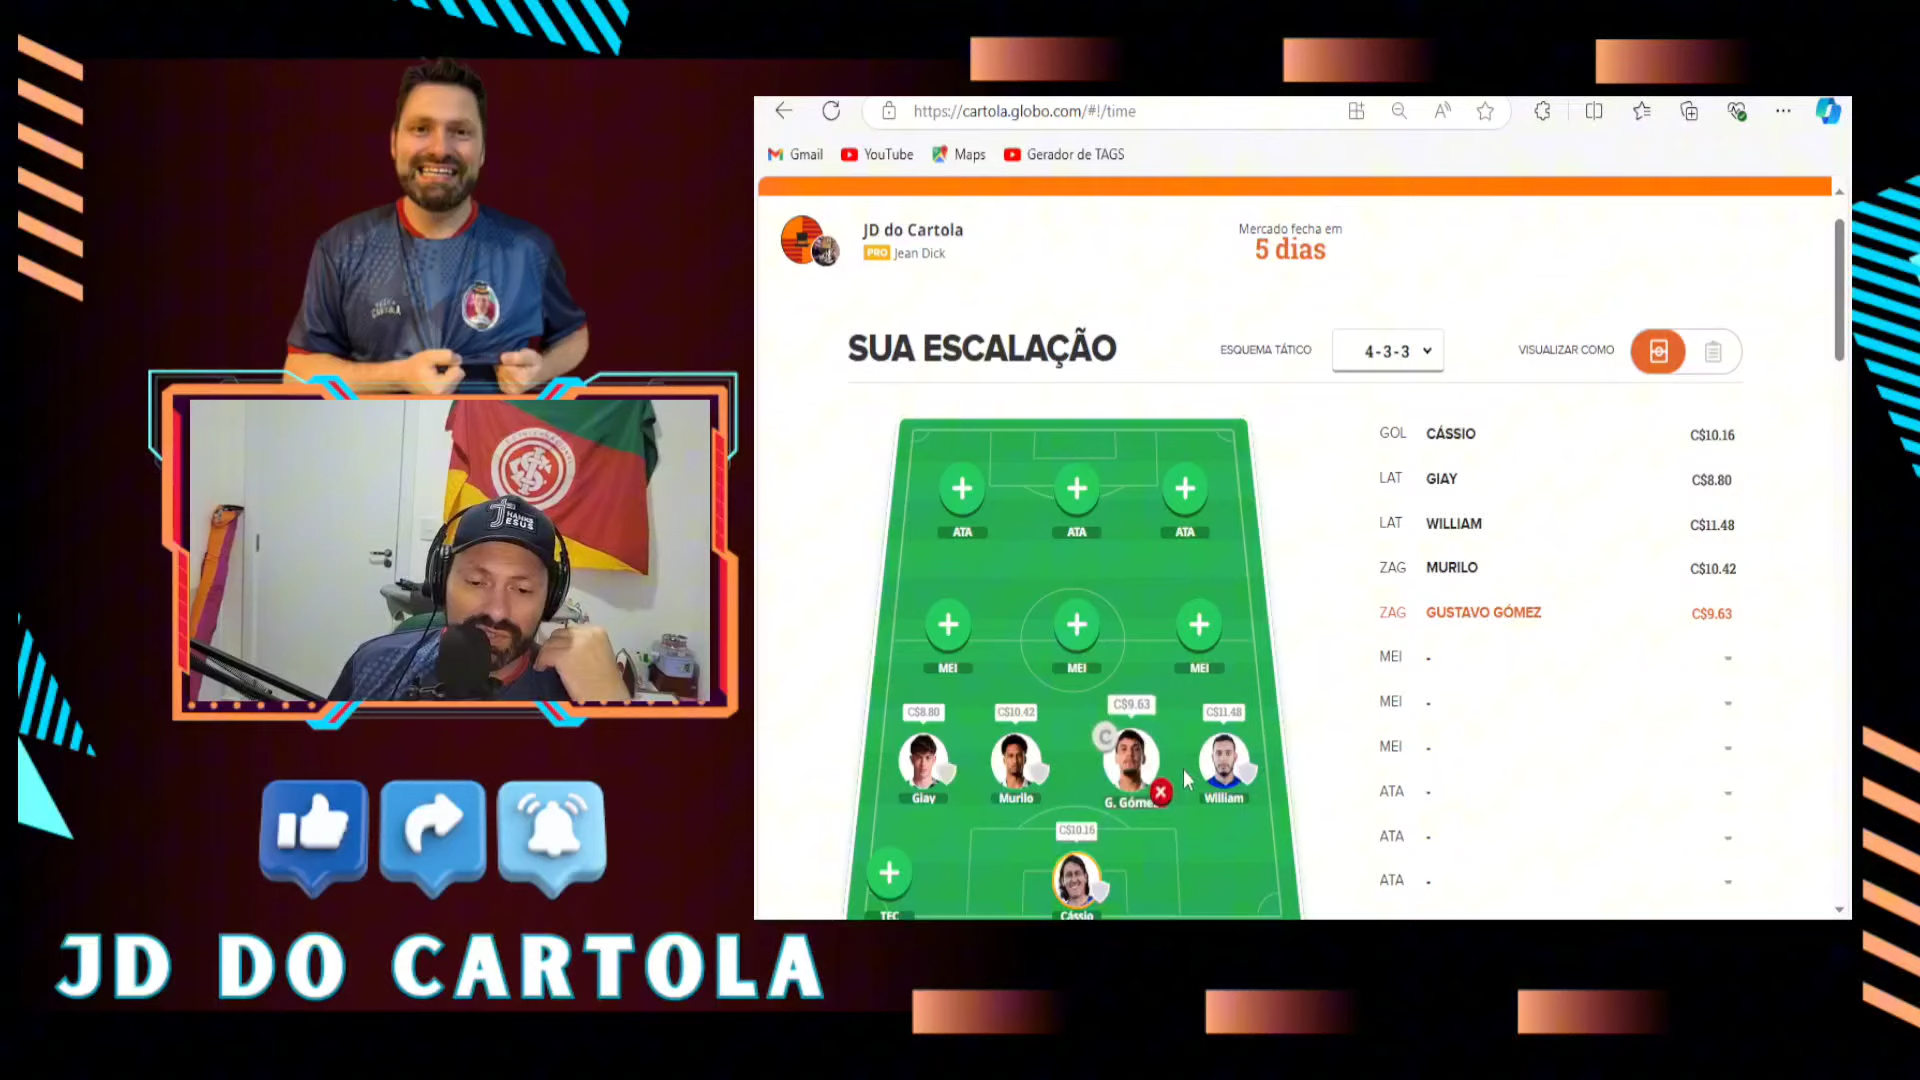 https://cartola.globo.com/#!/time
Gmail
YouTube
Maps
Gerador de TAGS
JD do Cartola
PRO Jean Dick
Mercado fecha em
5 dias
SUA ESCALAÇÃO
ESQUEMA TÁTICO
4-3-3
VISUALIZAR COMO
ATA
ATA
ATA
MEI
MEI
MEI
C$8.80
C$10.42
C$9.63
C$11.48
C
Giay
Murilo
G. Góme
William
C$10.16
TEC
Cássio
GOL CÁSSIO C$10.16
LAT GIAY C$8.80
LAT WILLIAM C$11.48
ZAG MURILO C$10.42
ZAG GUSTAVO GÓMEZ C$9.63
MEI - -
MEI - -
MEI - -
ATA - -
ATA - -
ATA - -
THANKS
JESUS
JD DO CARTOLA